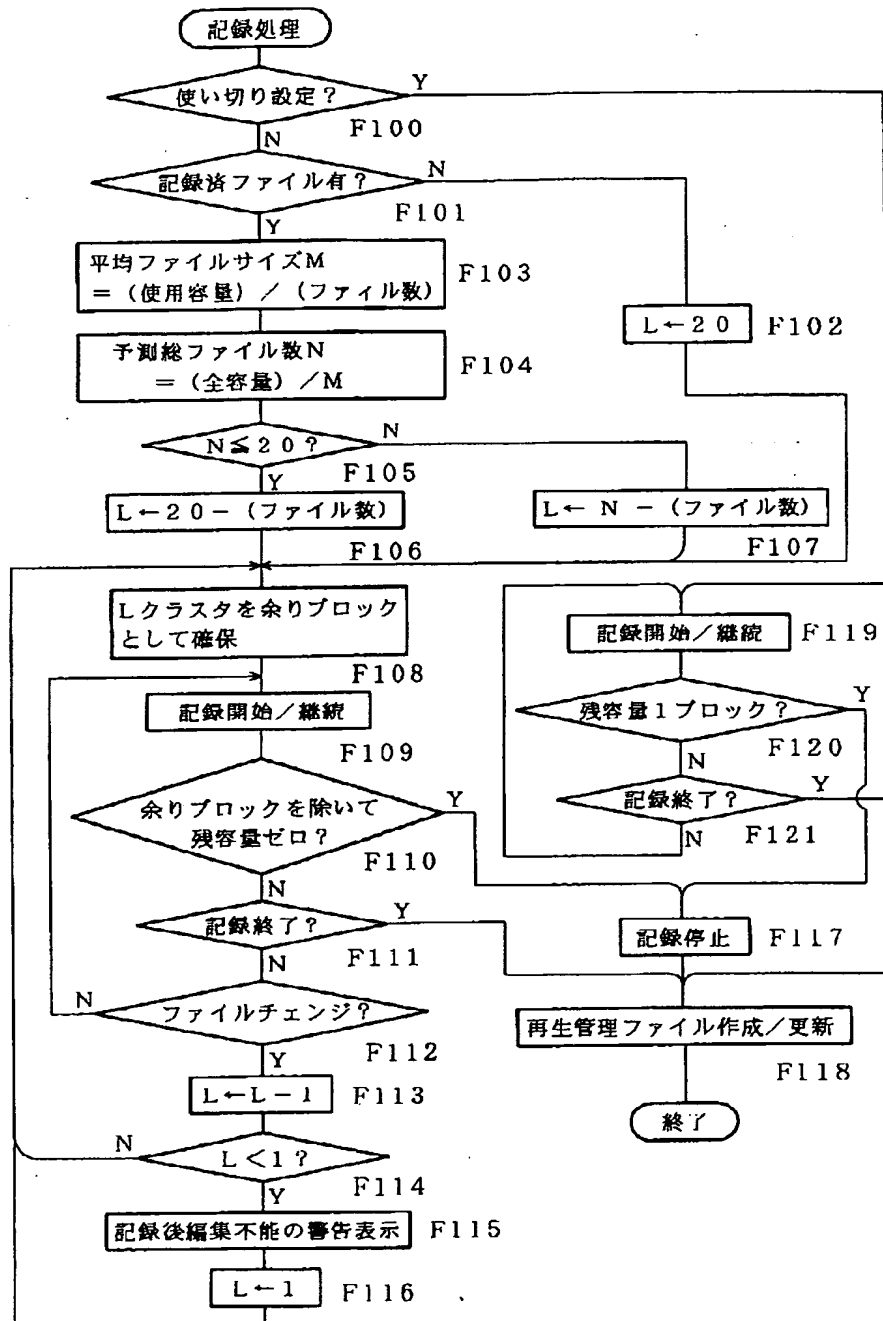 記録処理
使い切り設定?
Y
F100
N
記録済ファイル有?
N
F101
Y
平均ファイルサイズM
=(使用容量)/(ファィル数)
F103
L←20
F102
予測総ファイル数N
=(全容量)/M
F104
N≦20?
N
F105
Y
L←20-(ファイル数)
F106
L← N -(ファイル数)
F107
Lクラスタを余りブロック
として確保
F108
記録開始/継続
F109
余りブロックを除いて
残容量ゼロ?
Y
F110
N
記録終了?
Y
F111
N
ファイルチェンジ?
N
F112
Y
L←L-1
F113
L<1?
N
F114
Y
記録後編集不能の警告表示
F115
L←1
F116
記録開始/継続
F119
残容量1ブロック?
Y
F120
N
記録終了?
Y
F121
N
記録停止
F117
再生管理ファイル作成/更新
F118
終了